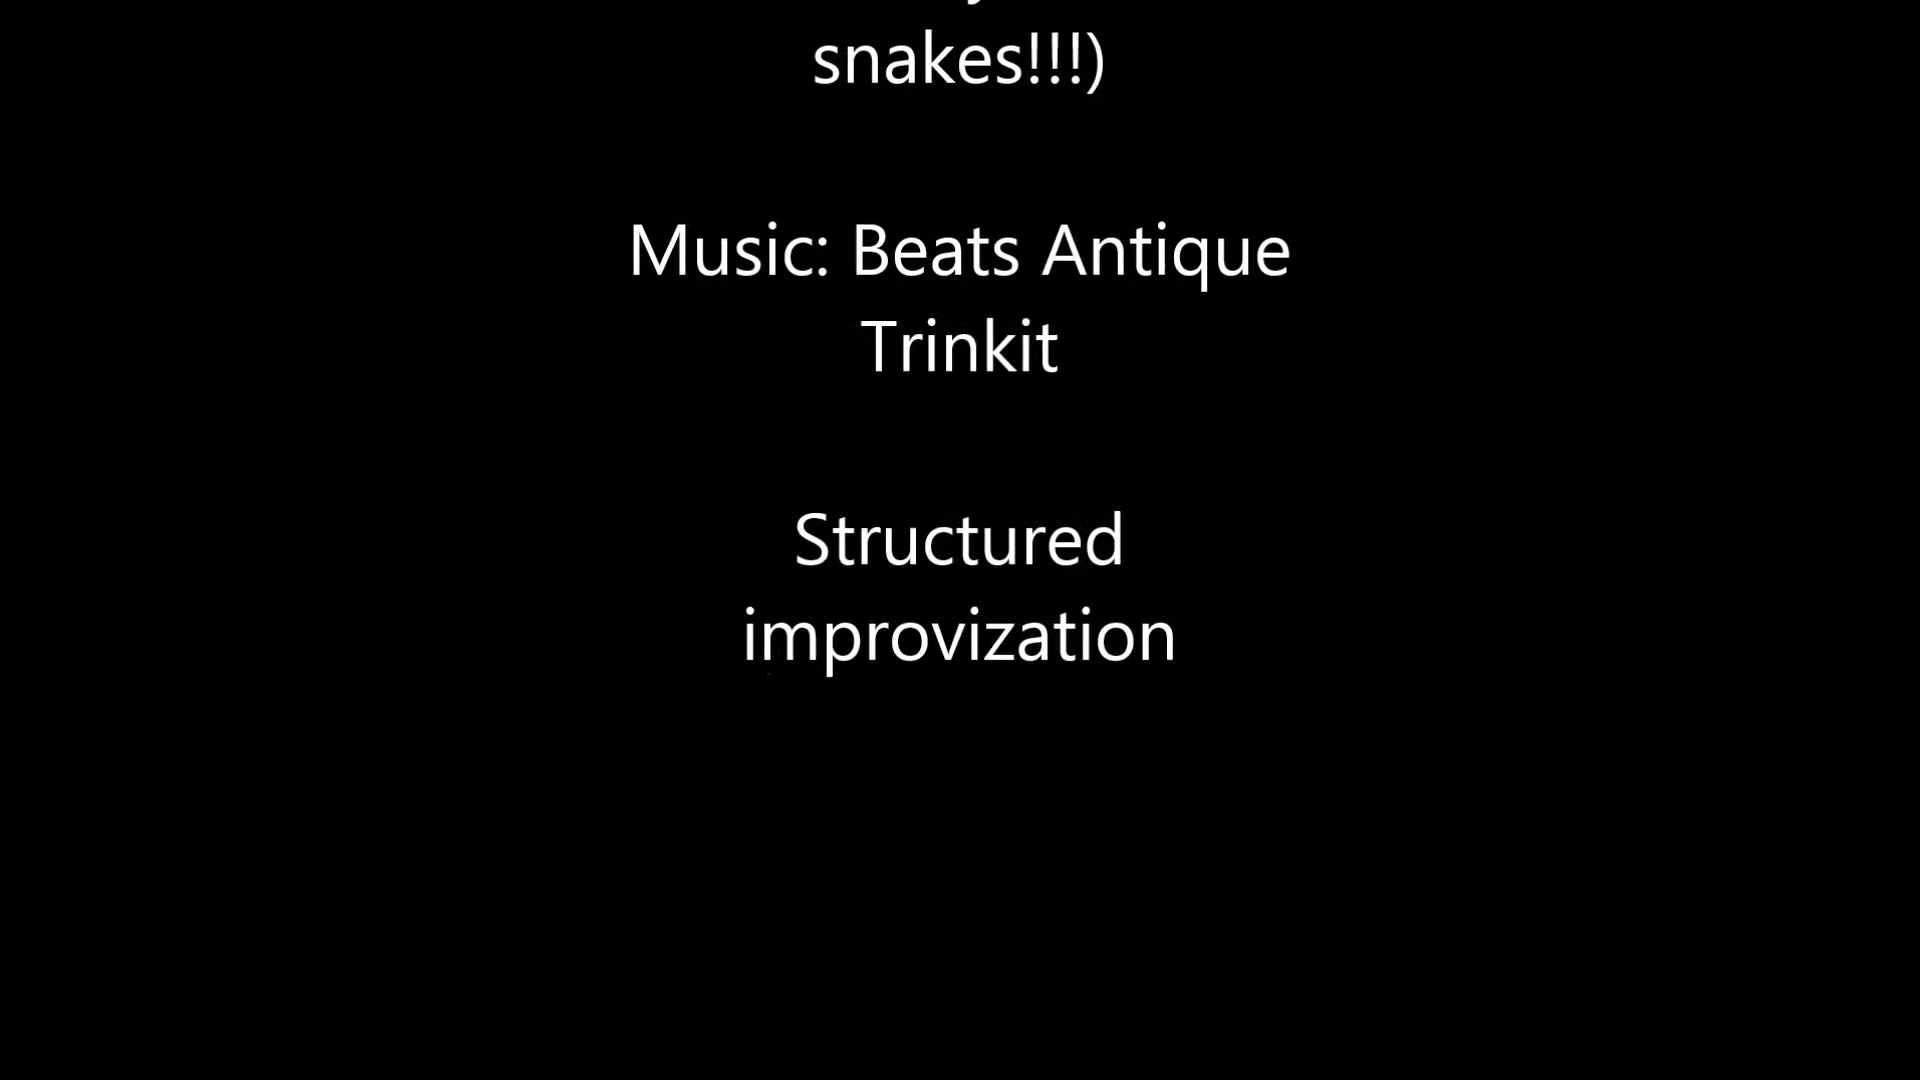 snakes!!!)
Music: Beats Antique
Trinkit
Structured
improvization